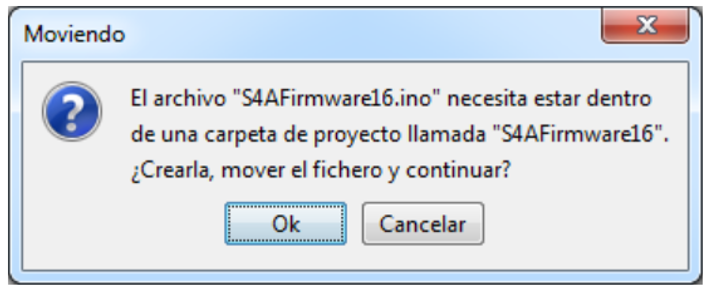 Moviendo
El archivo "S4AFirmware16.ino" necesita estar dentro
de una carpeta de proyecto llamada "S4AFirmware16".
¿Crearla, mover el fichero y continuar?
Ok
Cancelar